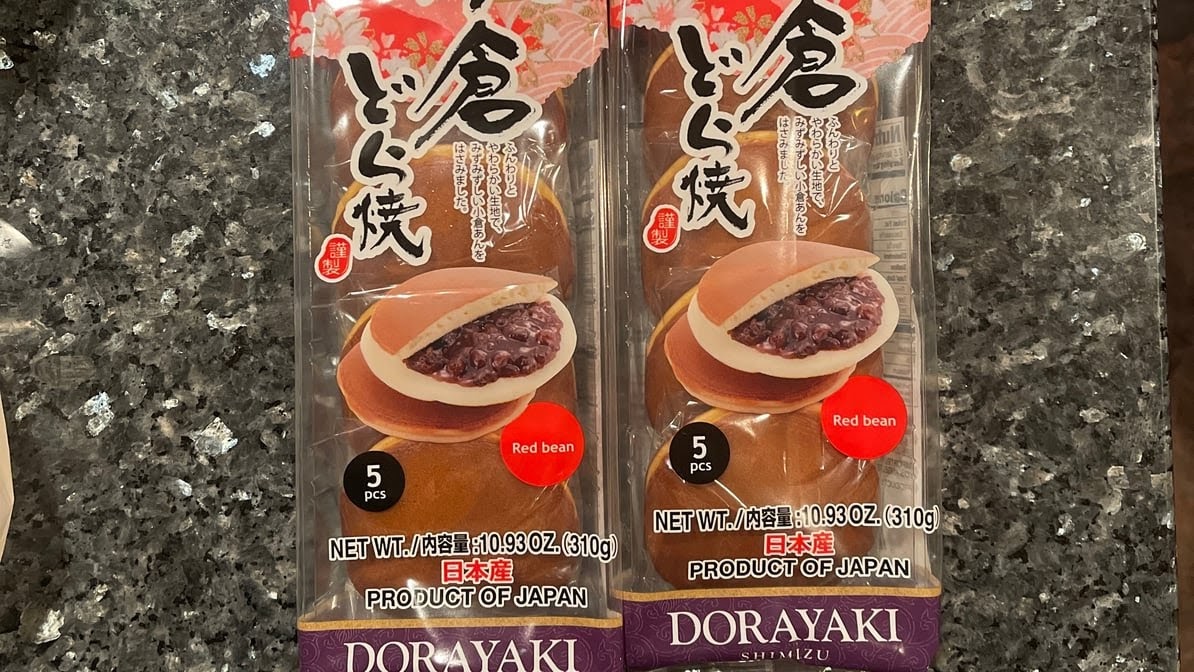 倉
どら焼
ふんわりと
やわらかい生地で、
みずみずしい小倉あんを
はさみました。
謹製
Red bean
5
pcs
NET WT./内容量:10.93 OZ.(310g)
日本産
PRODUCT OF JAPAN
DORAYAKI
倉
どら焼
ふんわりと
やわらかい生地で、
みずみずしい小倉あんを
はさみました。
謹製
Red bean
5
pcs
NET WT./内容量:10.93 OZ.(310g)
日本産
PRODUCT OF JAPAN
DORAYAKI
SHIMIZU